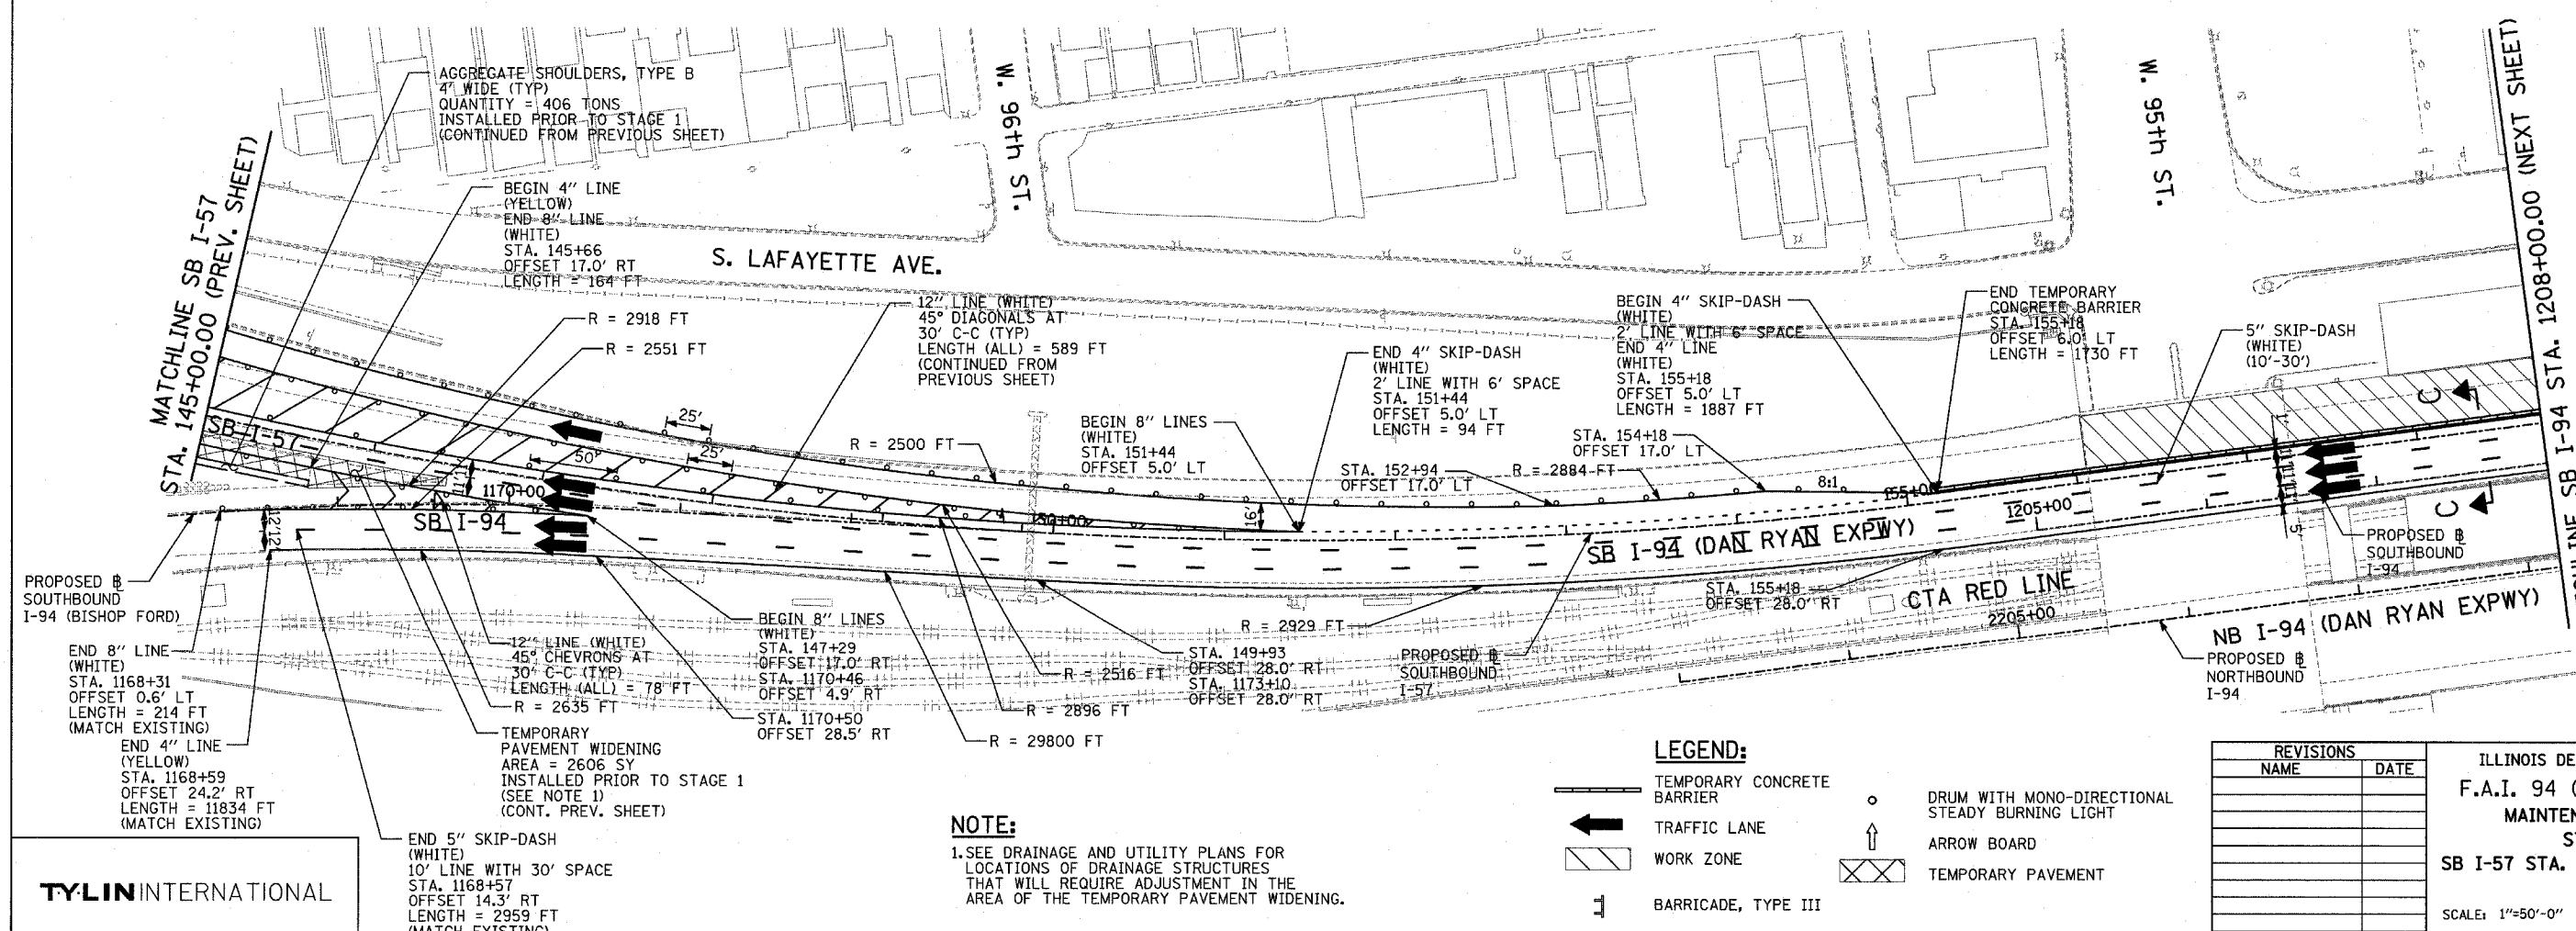 AGGREGATE SHOULDERS, TYPE B
4' WIDE (TYP)
QUANTITY = 406 TONS
INSTALLED PRIOR TO STAGE 1
(CONTINUED FROM PREVIOUS SHEET)
W. 96th ST.
W. 95th ST.
MATCHLINE SB I-57
STA. 145+00.00 (PREV. SHEET)
BEGIN 4" LINE
(YELLOW)
END 8" LINE
(WHITE)
STA. 145+66
OFFSET 17.0' RT
LENGTH = 164 FT
S. LAFAYETTE AVE.
R = 2918 FT
R = 2551 FT
12" LINE (WHITE)
45° DIAGONALS AT
30' C-C (TYP)
LENGTH (ALL) = 589 FT
(CONTINUED FROM
PREVIOUS SHEET)
END 4" SKIP-DASH
(WHITE)
2' LINE WITH 6' SPACE
STA. 151+44
OFFSET 5.0' LT
LENGTH = 94 FT
BEGIN 4" SKIP-DASH
(WHITE)
2' LINE WITH 6' SPACE
END 4" LINE
(WHITE)
STA. 155+18
OFFSET 5.0' LT
LENGTH = 1887 FT
END TEMPORARY
CONCRETE BARRIER
STA. 155+18
OFFSET 6.0' LT
LENGTH = 1730 FT
5" SKIP-DASH
(WHITE)
(10'-30')
STA. 1208+00.00 (NEXT SHEET)
SB I-94
25'
25'
50'
R = 2500 FT
BEGIN 8" LINES
(WHITE)
STA. 151+44
OFFSET 5.0' LT
STA. 152+94
OFFSET 17.0' LT
R = 2884 FT
STA. 154+18
OFFSET 17.0' LT
8:1
155+00
1205+00
C
C
SB I-57
1170+00
SB I-94
12'
12'
16'
150+00
SB I-94 (DAN RYAN EXPWY)
PROPOSED ℄
SOUTHBOUND
I-94
PROPOSED ℄
SOUTHBOUND
I-94 (BISHOP FORD)
CTA RED LINE
2205+00
NB I-94 (DAN RYAN EXPWY)
PROPOSED ℄
NORTHBOUND
I-94
END 8" LINE
(WHITE)
STA. 1168+31
OFFSET 0.6' LT
LENGTH = 214 FT
(MATCH EXISTING)
END 4" LINE
(YELLOW)
STA. 1168+59
OFFSET 24.2' RT
LENGTH = 11834 FT
(MATCH EXISTING)
12" LINE (WHITE)
45° CHEVRONS AT
30' C-C (TYP)
LENGTH (ALL) = 78 FT
R = 2635 FT
TEMPORARY
PAVEMENT WIDENING
AREA = 2606 SY
INSTALLED PRIOR TO STAGE 1
(SEE NOTE 1)
(CONT. PREV. SHEET)
BEGIN 8" LINES
(WHITE)
STA. 147+29
OFFSET 17.0' RT
STA. 1170+46
OFFSET 4.9' RT
STA. 1170+50
OFFSET 28.5' RT
R = 2516 FT
R = 2896 FT
R = 29800 FT
STA. 149+93
OFFSET 28.0' RT
STA. 1173+10
OFFSET 28.0' RT
R = 2929 FT
PROPOSED ℄
SOUTHBOUND
I-57
STA. 155+18
OFFSET 28.0' RT
END 5" SKIP-DASH
(WHITE)
10' LINE WITH 30' SPACE
STA. 1168+57
OFFSET 14.3' RT
LENGTH = 2959 FT
(MATCH EXISTING)
TY·LIN INTERNATIONAL
NOTE:
1. SEE DRAINAGE AND UTILITY PLANS FOR
LOCATIONS OF DRAINAGE STRUCTURES
THAT WILL REQUIRE ADJUSTMENT IN THE
AREA OF THE TEMPORARY PAVEMENT WIDENING.
LEGEND:
TEMPORARY CONCRETE
BARRIER
TRAFFIC LANE
WORK ZONE
BARRICADE, TYPE III
DRUM WITH MONO-DIRECTIONAL
STEADY BURNING LIGHT
ARROW BOARD
TEMPORARY PAVEMENT
REVISIONS
NAME DATE
ILLINOIS DE
F.A.I. 94 (
MAINTEN
S
SB I-57 STA.
SCALE: 1"=50'-0"